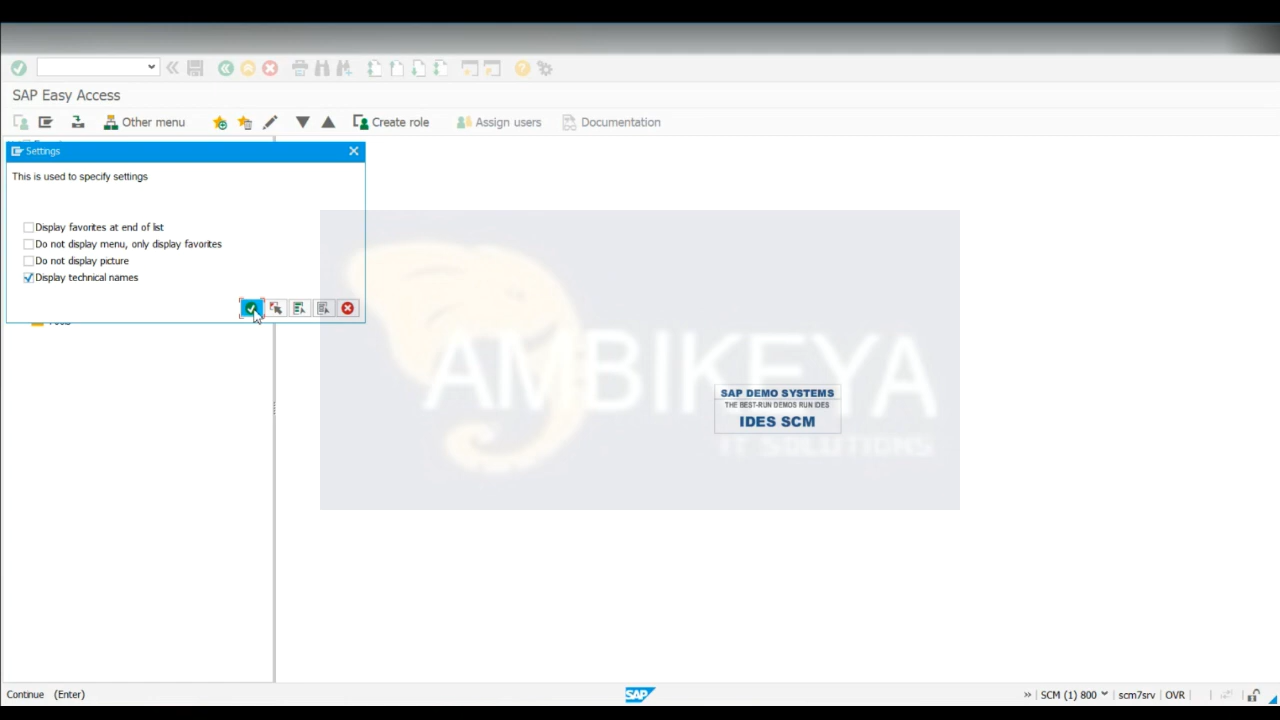 SAP Easy Access
Other menu Create role Assign users Documentation
Settings
This is used to specify settings
Display favorites at end of list
Do not display menu, only display favorites
Do not display picture
Display technical names
AMBIKEYA
IT SOLUTIONS
SAP DEMO SYSTEMS
THE BEST-RUN DEMOS RUN IDES
IDES SCM
Continue (Enter)
SAP
SCM (1) 800 scm7srv OVR